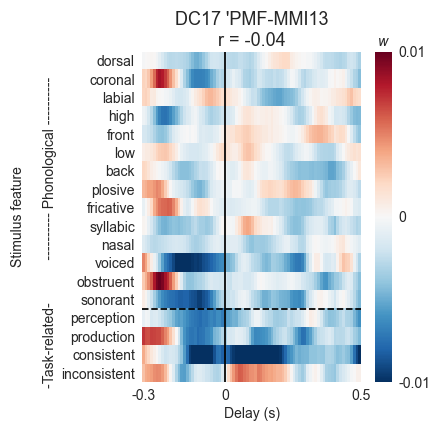 DC17 'PMF-MMI13
r = -0.04
w
dorsal
coronal
labial
high
front
low
back
plosive
fricative
syllabic
nasal
voiced
obstruent
sonorant
perception
production
consistent
inconsistent
Stimulus feature
-Task-related- ----------- Phonological ----------
0.01
0
-0.01
-0.3 0 0.5
Delay (s)